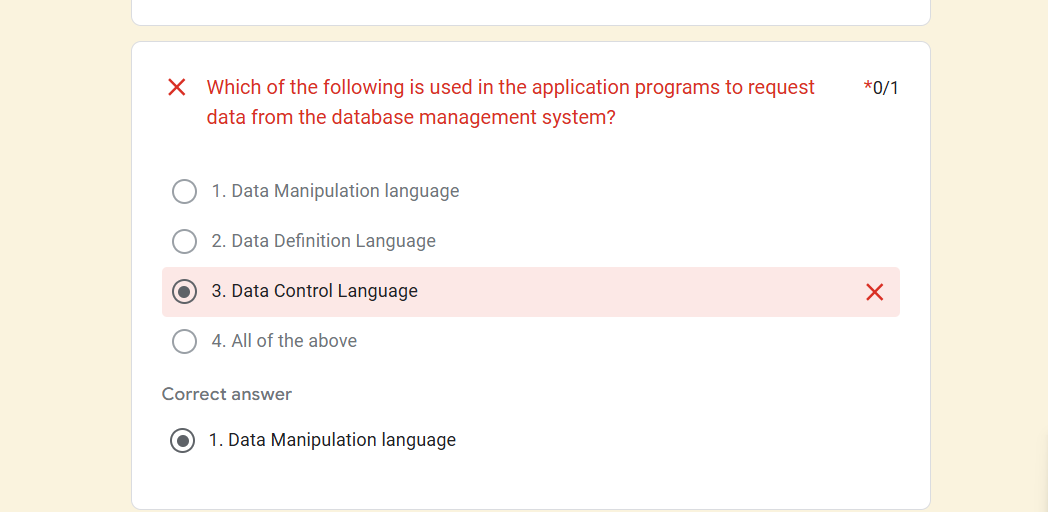 Which of the following is used in the application programs to request
*0/1
data from the database management system?
1. Data Manipulation language
2. Data Definition Language
3. Data Control Language
4. All of the above
Correct answer
1. Data Manipulation language